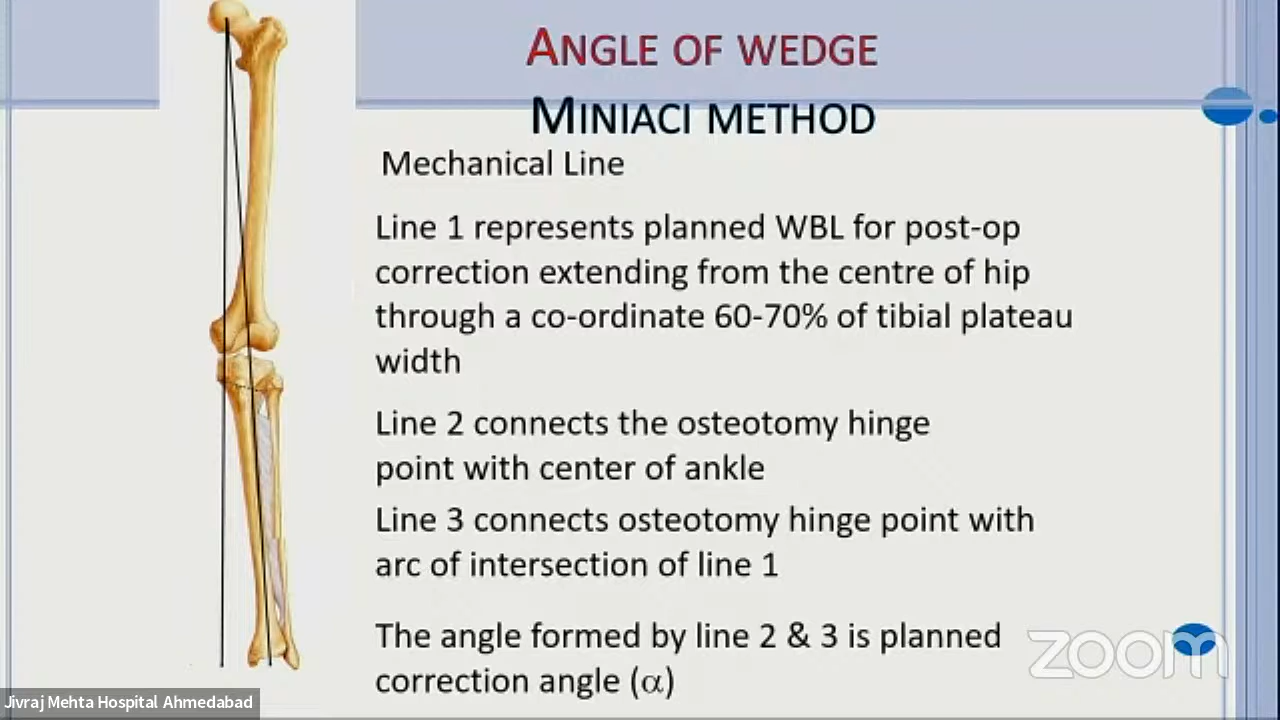 ANGLE OF WEDGE
MINIACI METHOD
Mechanical Line
Line 1 represents planned WBL for post-op
correction extending from the centre of hip
through a co-ordinate 60-70% of tibial plateau
width
Line 2 connects the osteotomy hinge
point with center of ankle
Line 3 connects osteotomy hinge point with
arc of intersection of line 1
The angle formed by line 2 & 3 is planned
correction angle (α)
zoom
Jivraj Mehta Hospital Ahmedabad